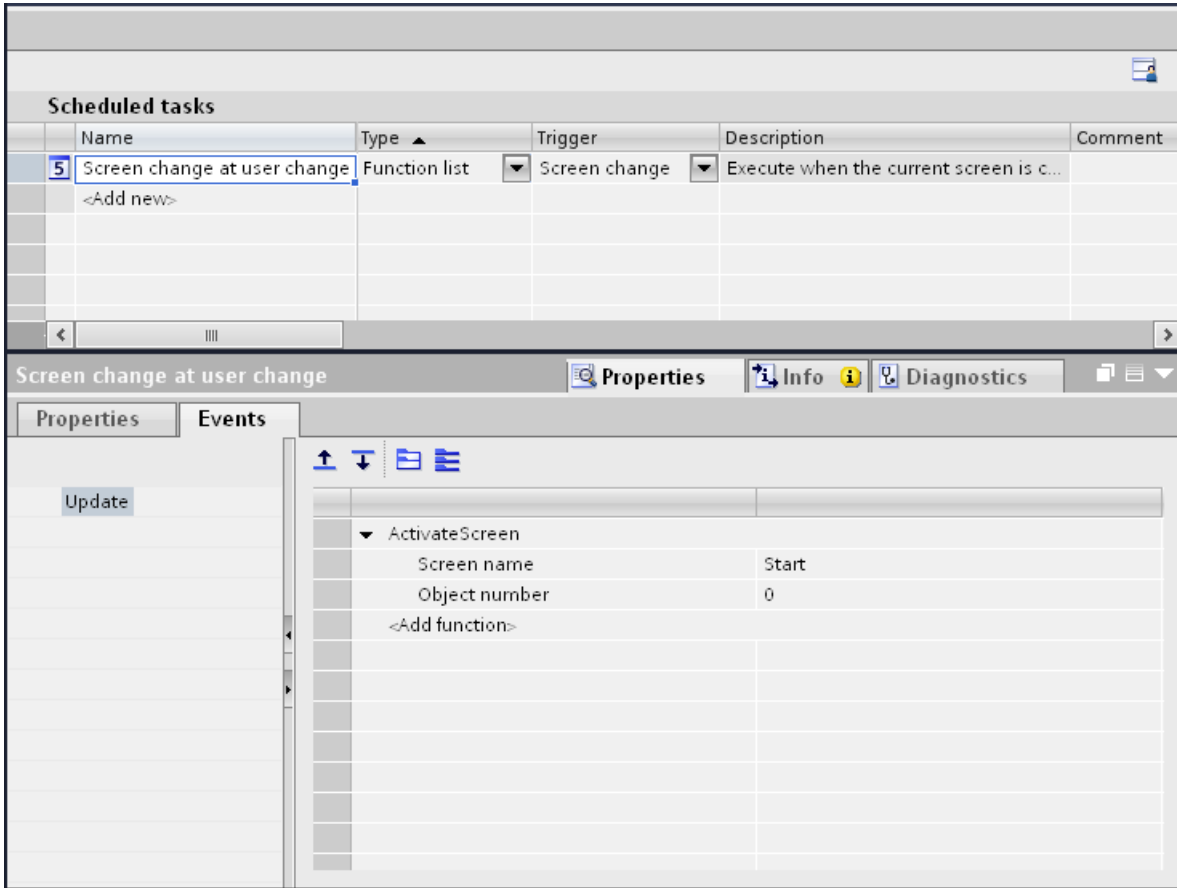 Scheduled tasks
Name Type Trigger Description Comment
5 Screen change at user change Function list Screen change Execute when the current screen is c...
<Add new>
Screen change at user change Properties Info Diagnostics
Properties Events
Update
ActivateScreen
Screen name Start
Object number 0
<Add function>